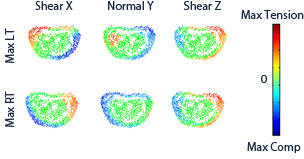 Shear X Normal Y Shear Z Max Tension
Max LT
0
Max RT
Max Comp